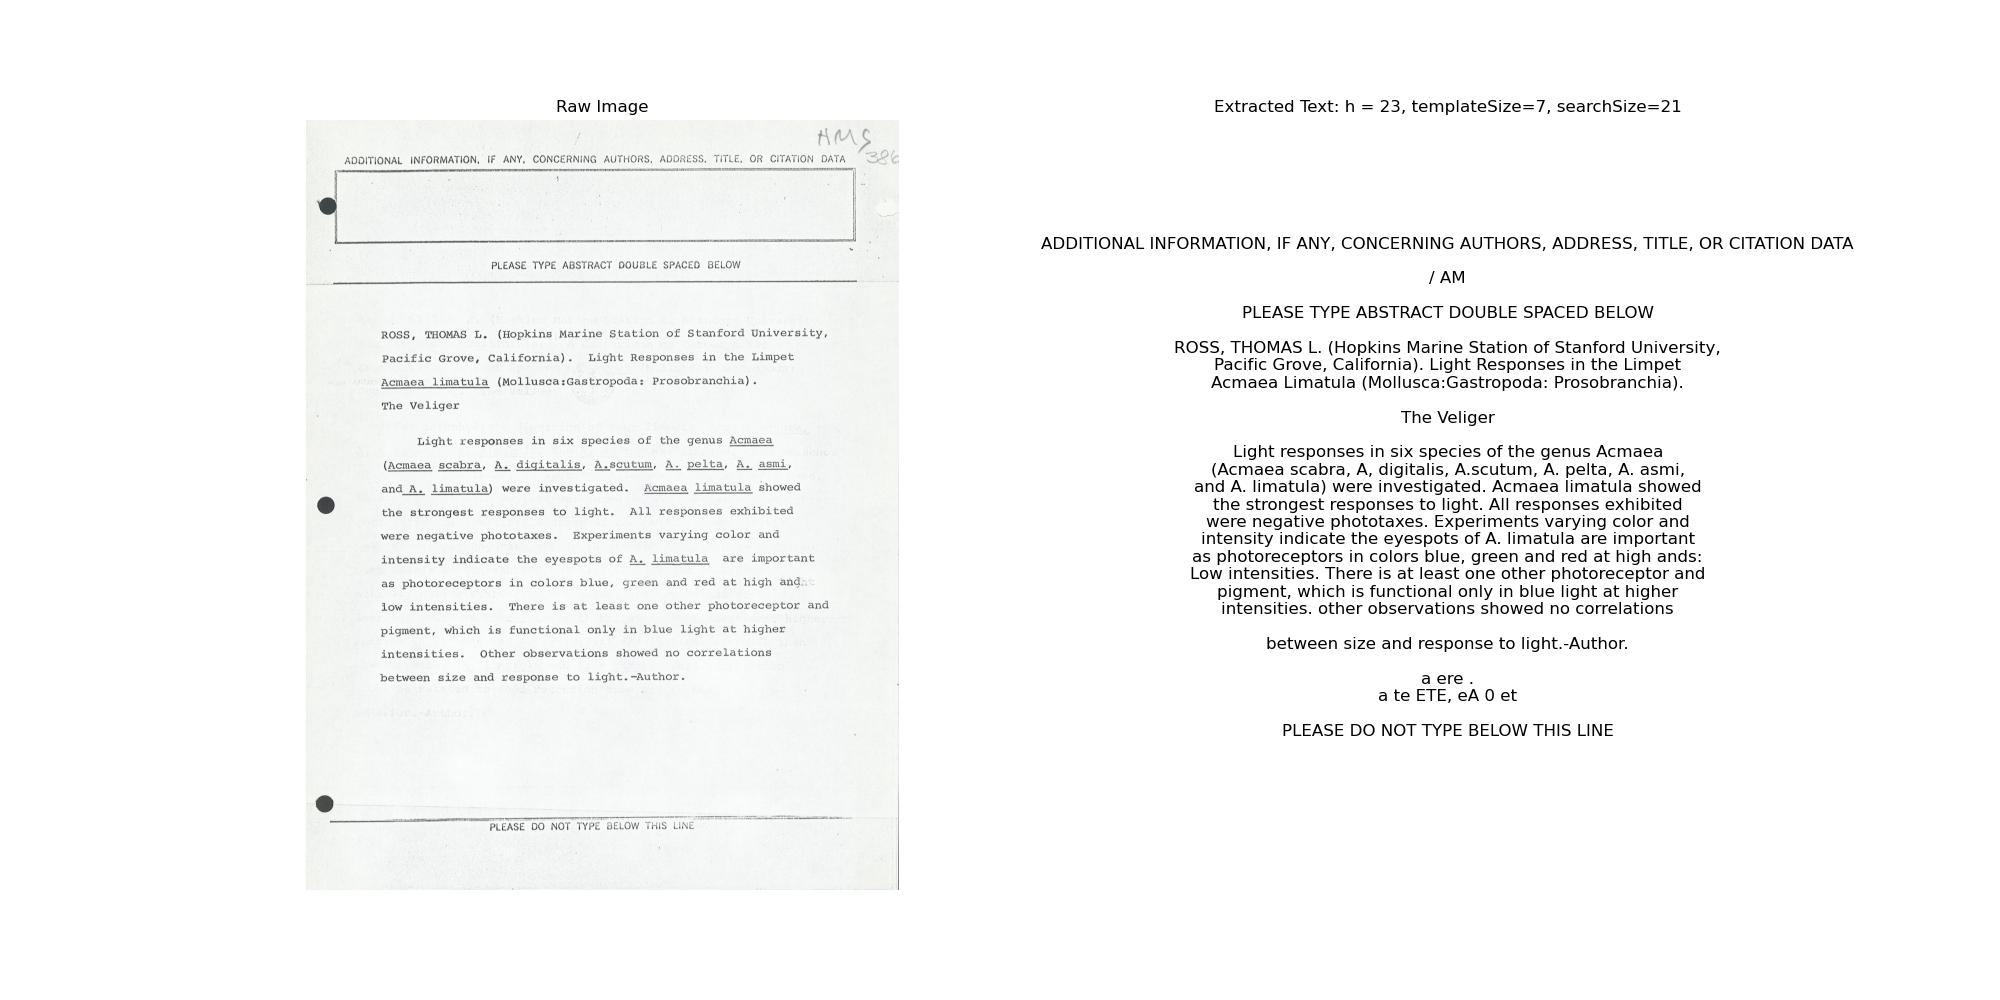 Raw Image
HMS
386
ADDITIONAL INFORMATION, IF ANY, CONCERNING AUTHORS, ADDRESS, TITLE, OR CITATION DATA
PLEASE TYPE ABSTRACT DOUBLE SPACED BELOW
ROSS, THOMAS L. (Hopkins Marine Station of Stanford University,
Pacific Grove, California). Light Responses in the Limpet
Acmaea limatula (Mollusca:Gastropoda: Prosobranchia).
The Veliger
Light responses in six species of the genus Acmaea
(Acmaea scabra, A. digitalis, A.scutum, A. pelta, A. asmi,
and A. limatula) were investigated. Acmaea limatula showed
the strongest responses to light. All responses exhibited
were negative phototaxes. Experiments varying color and
intensity indicate the eyespots of A. limatula are important
as photoreceptors in colors blue, green and red at high and
low intensities. There is at least one other photoreceptor and
pigment, which is functional only in blue light at higher
intensities. Other observations showed no correlations
between size and response to light.-Author.
PLEASE DO NOT TYPE BELOW THIS LINE
Extracted Text: h = 23, templateSize=7, searchSize=21
ADDITIONAL INFORMATION, IF ANY, CONCERNING AUTHORS, ADDRESS, TITLE, OR CITATION DATA
/ AM
PLEASE TYPE ABSTRACT DOUBLE SPACED BELOW
ROSS, THOMAS L. (Hopkins Marine Station of Stanford University,
Pacific Grove, California). Light Responses in the Limpet
Acmaea Limatula (Mollusca:Gastropoda: Prosobranchia).
The Veliger
Light responses in six species of the genus Acmaea
(Acmaea scabra, A, digitalis, A.scutum, A. pelta, A. asmi,
and A. limatula) were investigated. Acmaea limatula showed
the strongest responses to light. All responses exhibited
were negative phototaxes. Experiments varying color and
intensity indicate the eyespots of A. limatula are important
as photoreceptors in colors blue, green and red at high ands:
Low intensities. There is at least one other photoreceptor and
pigment, which is functional only in blue light at higher
intensities. other observations showed no correlations
between size and response to light.-Author.
a ere .
a te ETE, eA 0 et
PLEASE DO NOT TYPE BELOW THIS LINE